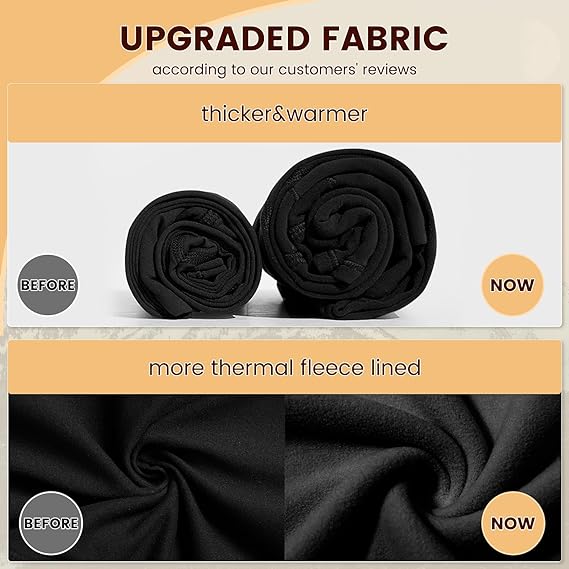 UPGRADED FABRIC
according to our customers' reviews
thicker&warmer
BEFORE
NOW
more thermal fleece lined
BEFORE
NOW